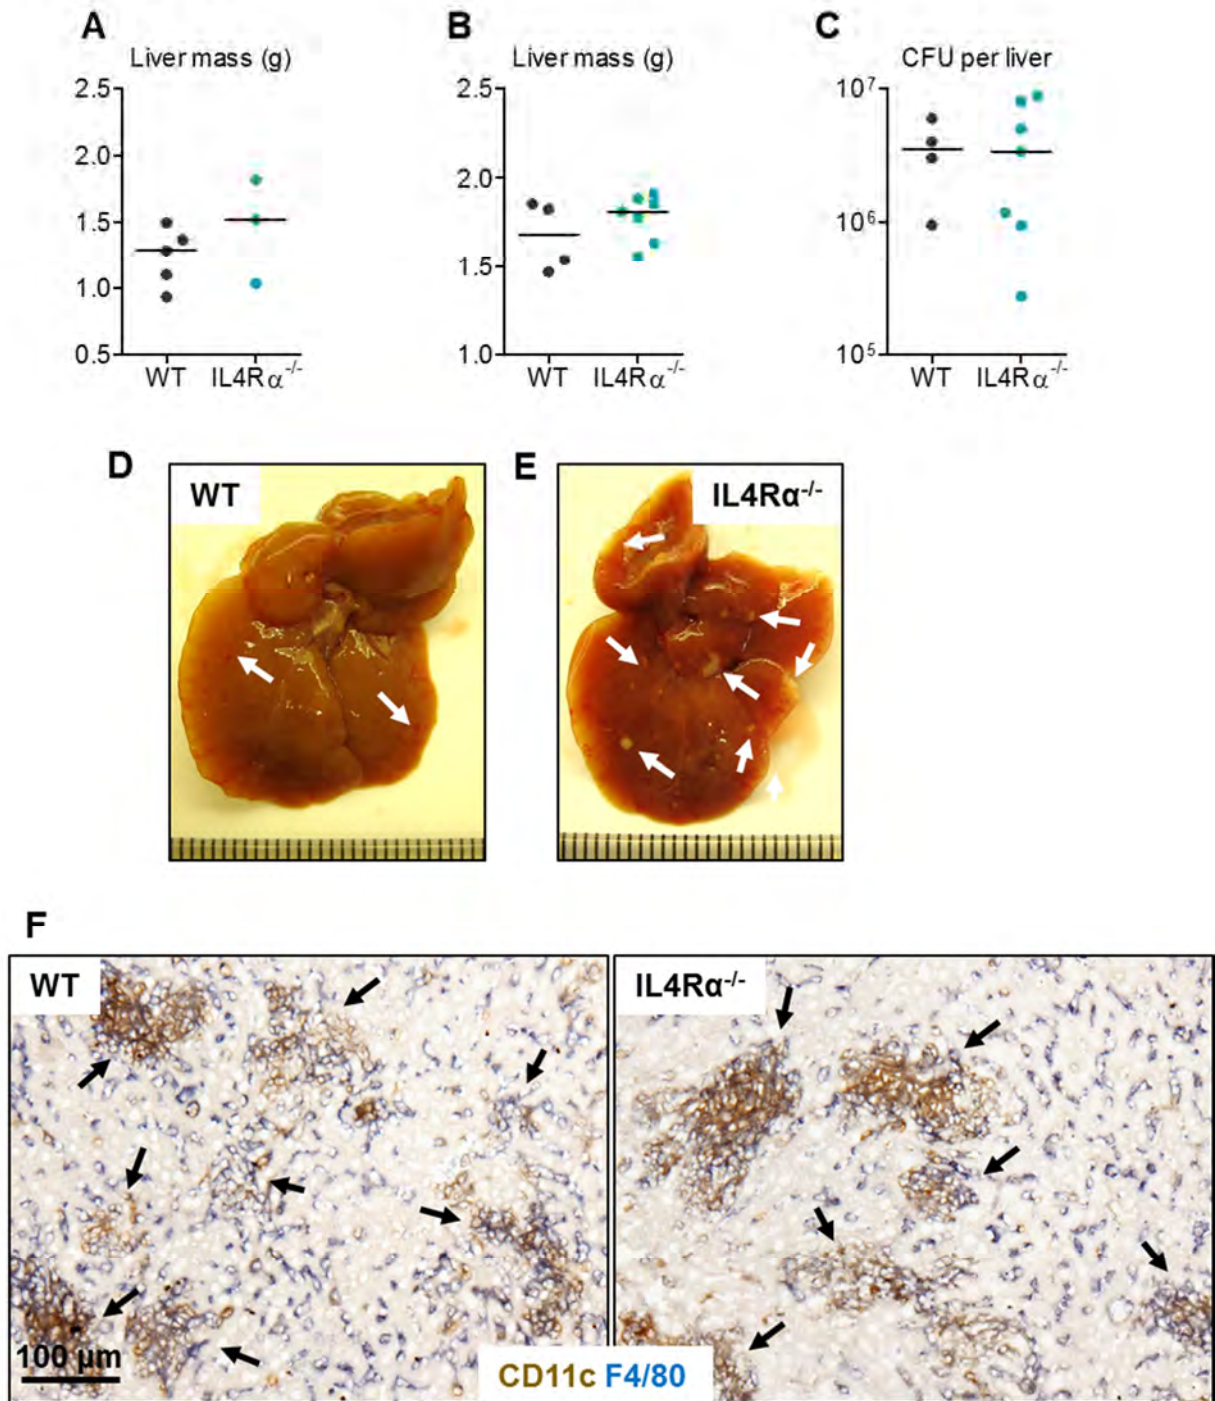 A
Liver mass (g)
2.5
2.0
1.5
1.0
0.5
WT
IL4Rα⁻/⁻
B
Liver mass (g)
2.5
2.0
1.5
1.0
WT
IL4Rα⁻/⁻
C
CFU per liver
10⁷
10⁶
10⁵
WT
IL4Rα⁻/⁻
D
WT
E
IL4Rα⁻/⁻
F
WT
100 µm
IL4Rα⁻/⁻
CD11c F4/80